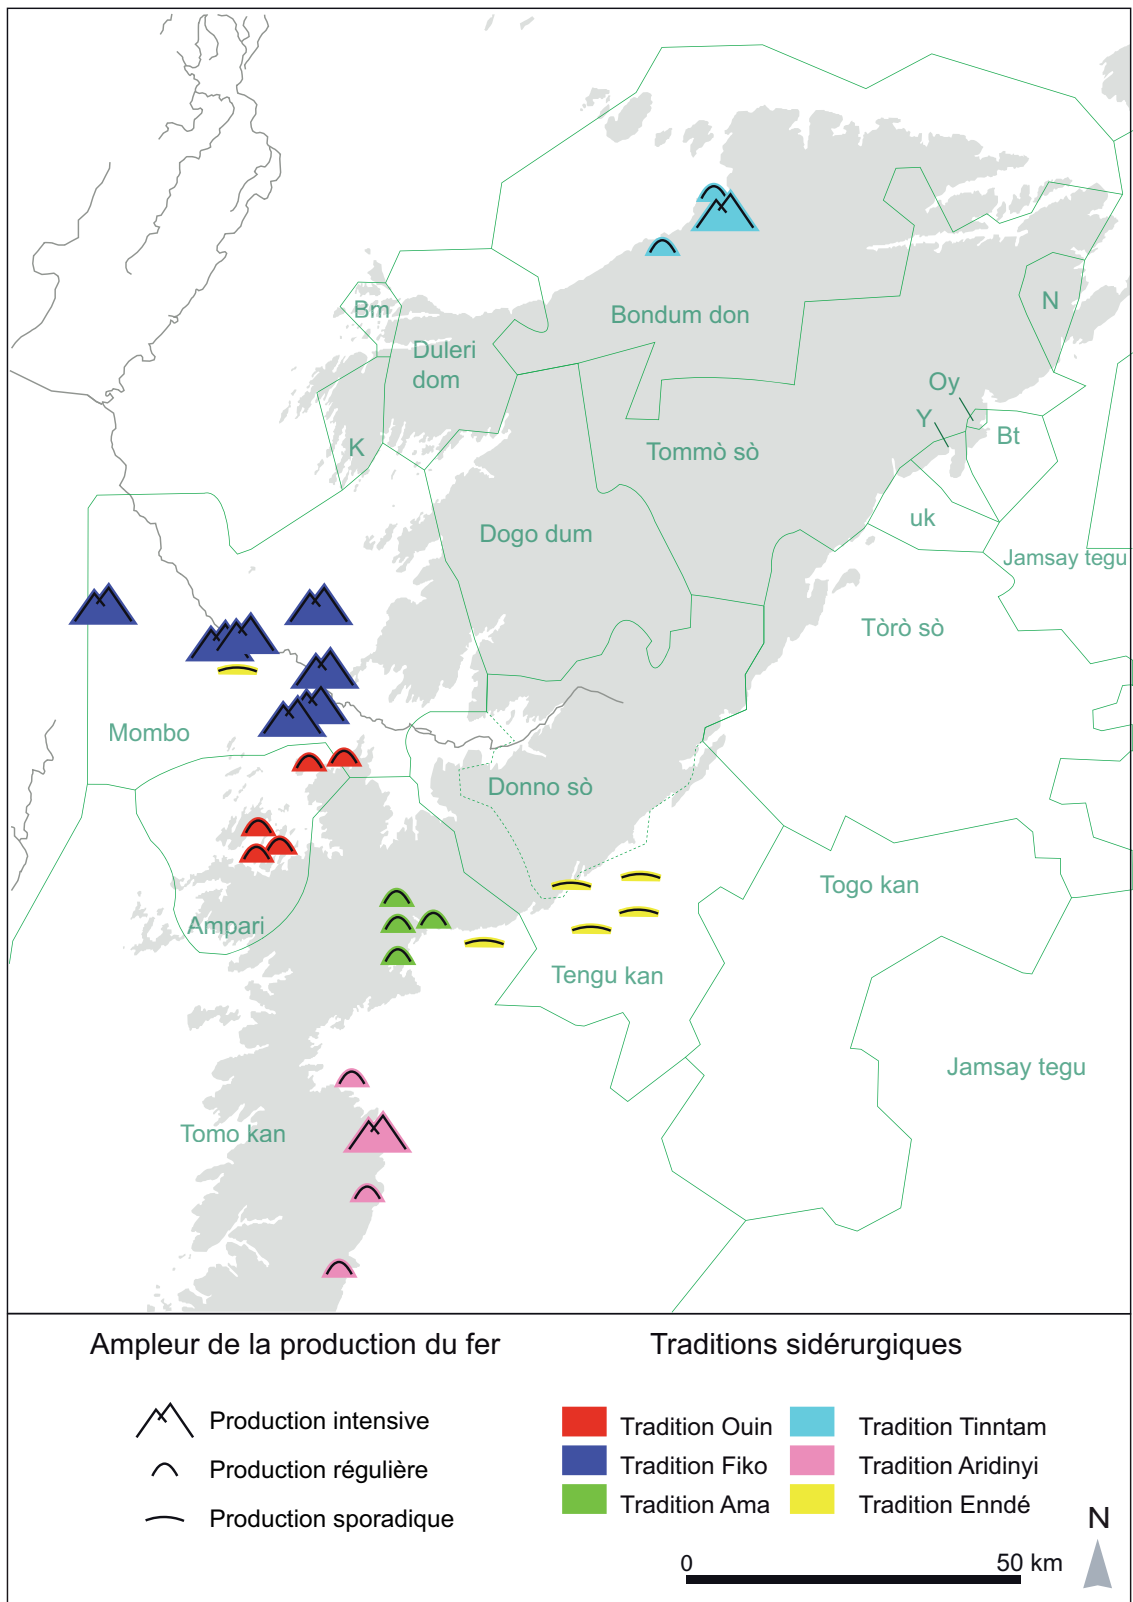 Bm
Bondum don
N
Duleri
dom
Oy
Y
Bt
K
Tommò sò
uk
Dogo dum
Jamsay tegu
Tòrò sò
Mombo
Donno sò
Togo kan
Ampari
Tengu kan
Jamsay tegu
Tomo kan
Ampleur de la production du fer
Production intensive
Production régulière
Production sporadique
Traditions sidérurgiques
Tradition Ouin
Tradition Fiko
Tradition Ama
Tradition Tinntam
Tradition Aridinyi
Tradition Enndé
N
0 50 km